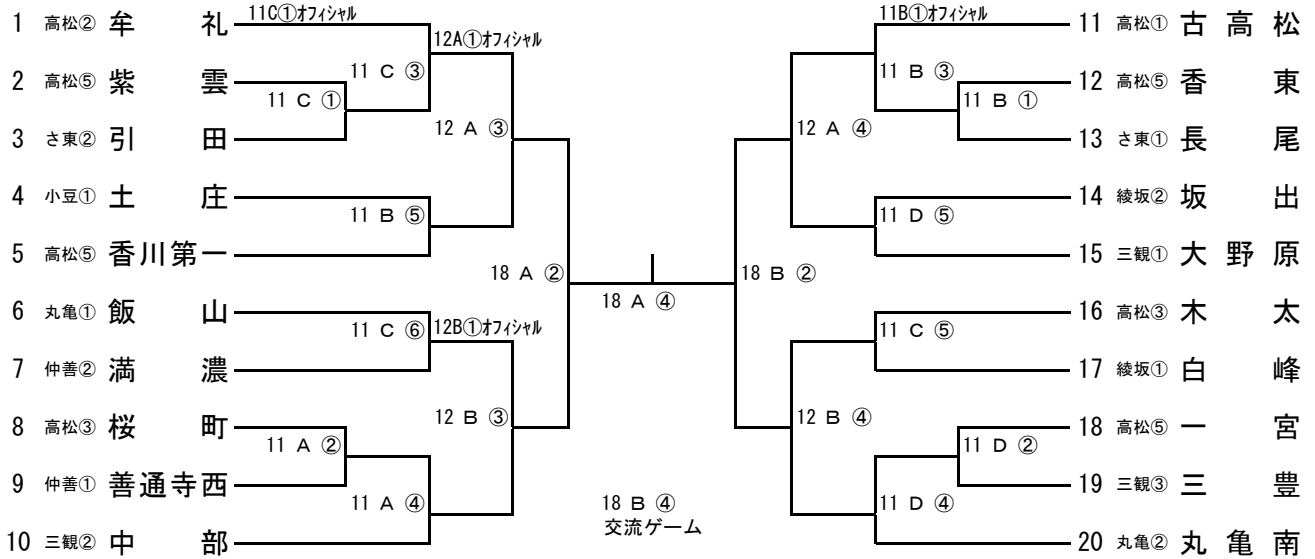 1 高松② 牟礼
11C①オフィシャル
12A①オフィシャル
11 C ③
2 高松⑤ 紫雲
11 C ①
3 さ東② 引田
12 A ③
4 小豆① 土庄
11 B ⑤
5 高松⑤ 香川第一
18 A ②
6 丸亀① 飯山
11 C ⑥
12B①オフィシャル
7 仲善② 満濃
12 B ③
8 高松③ 桜町
11 A ②
9 仲善① 善通寺西
11 A ④
10 三観② 中部
18 A ④
18 B ④
交流ゲーム
11B①オフィシャル
11 高松① 古高松
11 B ③
12 高松⑤ 香東
11 B ①
13 さ東① 長尾
12 A ④
14 綾坂② 坂出
11 D ⑤
15 三観① 大野原
18 B ②
16 高松③ 木太
11 C ⑤
17 綾坂① 白峰
12 B ④
18 高松⑤ 一宮
11 D ②
19 三観③ 三豊
11 D ④
20 丸亀② 丸亀南